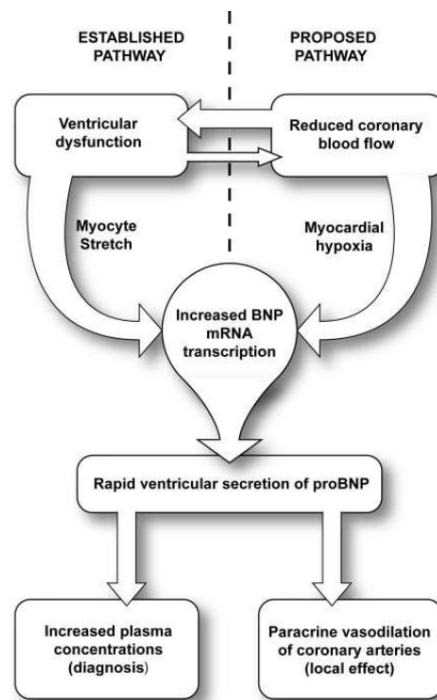 ESTABLISHED
PATHWAY
PROPOSED
PATHWAY
Ventricular
dysfunction
Reduced coronary
blood flow
Myocyte
Stretch
Myocardial
hypoxia
Increased BNP
mRNA
transcription
Rapid ventricular secretion of proBNP
Increased plasma
concentrations
(diagnosis)
Paracrine vasodilation
of coronary arteries
(local effect)